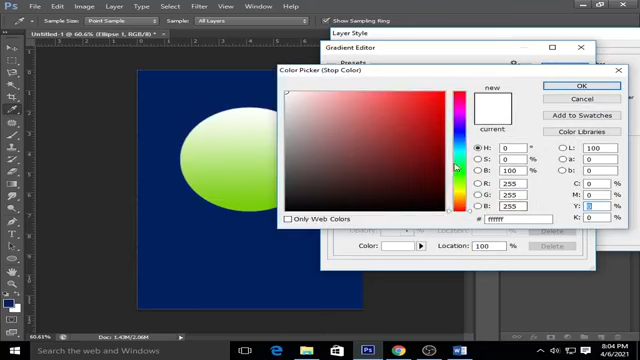 Ps File Edit Image Layer Type Select Filter View Window Help
Sample Size: Point Sample Sample: All Layers Show Sampling Ring
Untitled-1 @ 60.6% (Ellipse 1, RGB/8*) * ×
Layer Style
Gradient Editor
Presets
Color Picker (Stop Color)
new
current
OK
Cancel
Add to Swatches
Color Libraries
H: 0 °
S: 0 %
B: 100 %
R: 255
G: 255
B: 255
L: 100
a: 0
b: 0
C: 0 %
M: 0 %
Y: 0 %
K: 0 %
Only Web Colors
# ffffff
Opacity: % Location: % Delete
Color: Location: 100 % Delete
60.61% Doc: 1.42M/2.06M
Search Windows
8:04 PM
4/6/2021